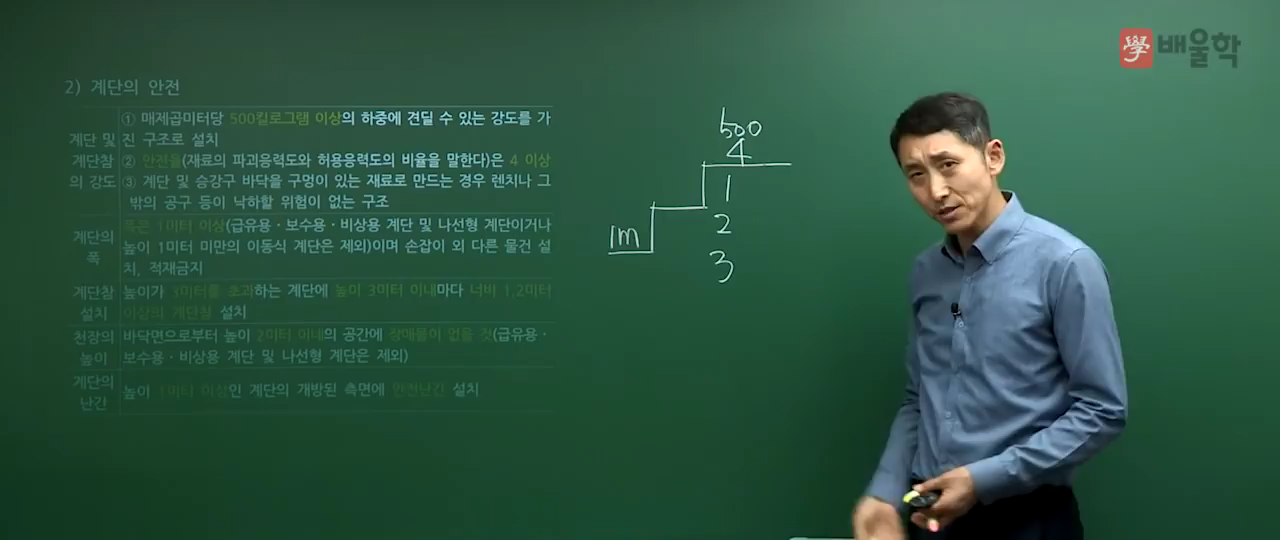 學 배울학
2) 계단의 안전
① 매제곱미터당 500킬로그램 이상의 하중에 견딜 수 있는 강도를 가
계단 및 진 구조로 설치
계단참 ② 안전율(재료의 파괴응력도와 허용응력도의 비율을 말한다)은 4 이상
의 강도 ③ 계단 및 승강구 바닥을 구멍이 있는 재료로 만드는 경우 렌치나 그
밖의 공구 등이 낙하할 위험이 없는 구조
폭은 1미터 이상(급유용·보수용·비상용 계단 및 나선형 계단이거나
계단의 높이 1미터 미만의 이동식 계단은 제외)이며 손잡이 외 다른 물건 설
폭 치, 적재금지
계단참 높이가 3미터를 초과하는 계단에 높이 3미터 이내마다 너비 1.2미터
설치 이상의 계단참 설치
천장의 바닥면으로부터 높이 2미터 이내의 공간에 장애물이 없을 것(급유용·
높이 보수용·비상용 계단 및 나선형 계단은 제외)
계단의
난간 높이 1미터 이상인 계단의 개방된 측면에 안전난간 설치
500
4
1
2
1m
3